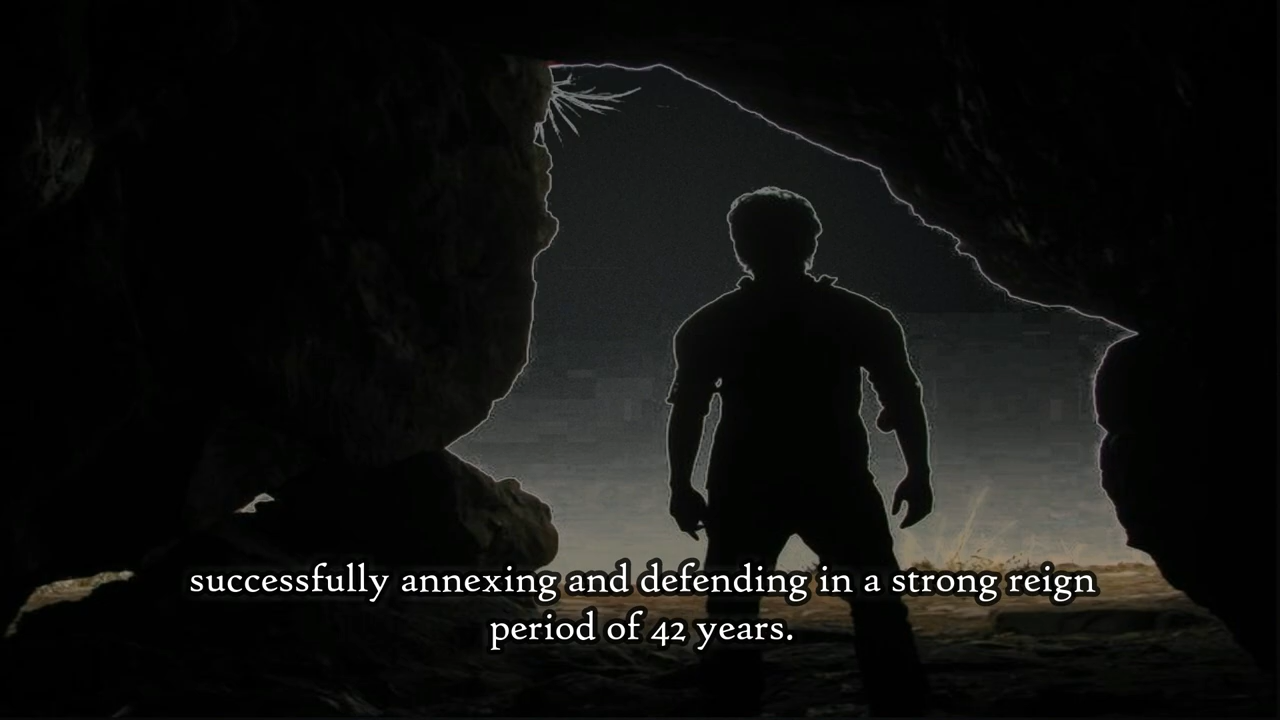 successfully annexing and defending in a strong reign
period of 42 years.